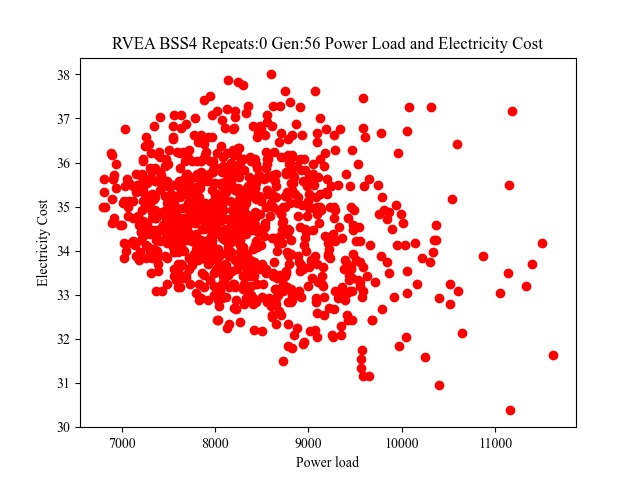 RVEA BSS4 Repeats:0 Gen:56 Power Load and Electricity Cost
38
37
36
35
34
33
32
31
30
Electricity Cost
7000 8000 9000 10000 11000
Power load